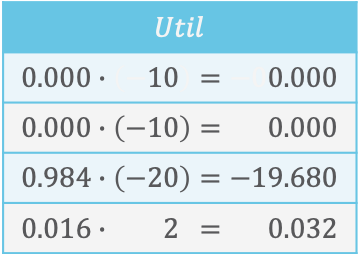 Util
0.000 · 10 = 0.000
0.000 · (−10) = 0.000
0.984 · (−20) = −19.680
0.016 · 2 = 0.032